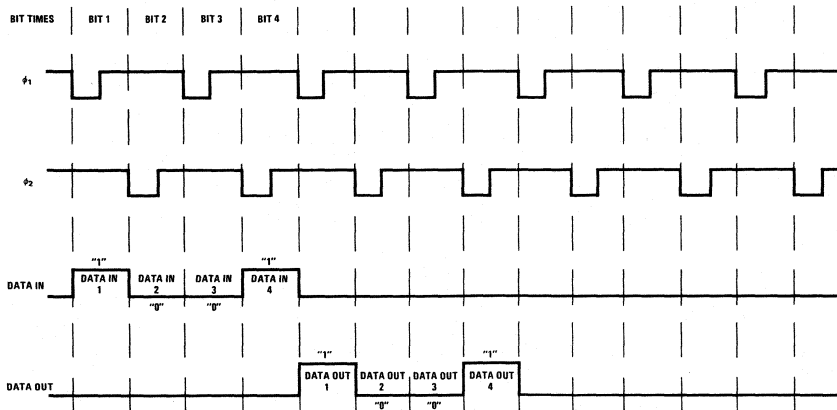 BIT TIMES BIT 1 BIT 2 BIT 3 BIT 4
ϕ1
ϕ2
"1" "1"
DATA IN DATA IN DATA IN DATA IN
DATA IN 1 2 3 4
"0" "0"
"1" "1"
DATA OUT DATA OUT DATA OUT DATA OUT
DATA OUT 1 2 3 4
"0" "0"